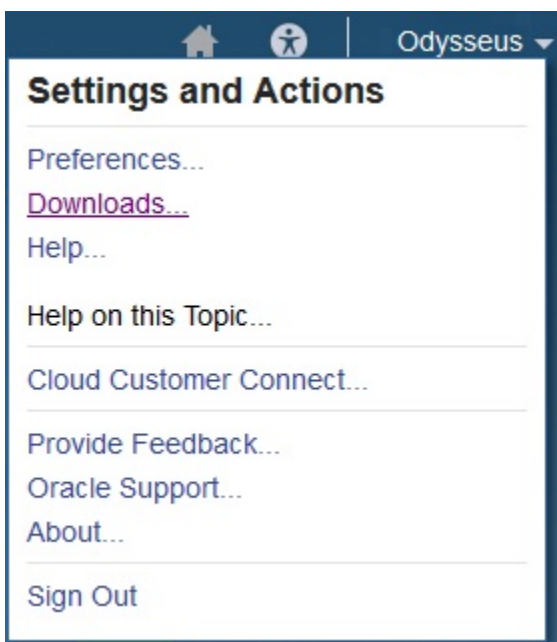 Odysseus
Settings and Actions
Preferences...
Downloads...
Help...
Help on this Topic...
Cloud Customer Connect...
Provide Feedback...
Oracle Support...
About...
Sign Out